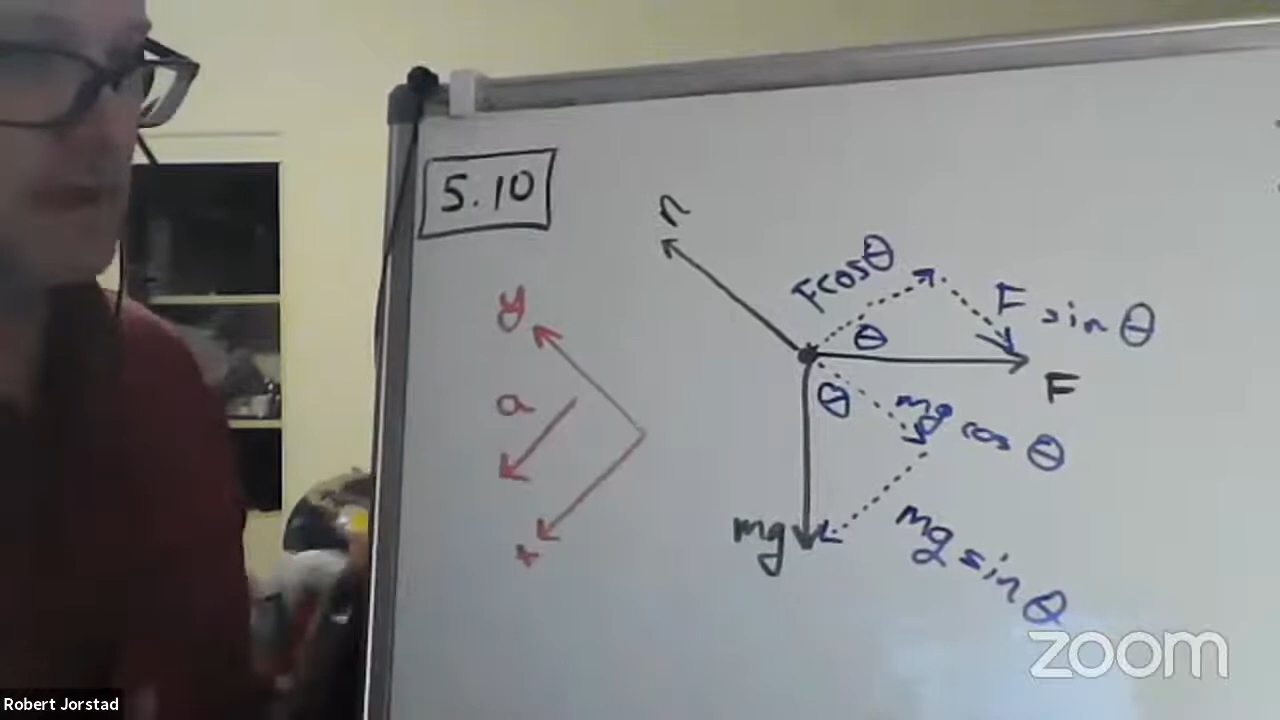 5.10
n
F cos θ
F sin θ
y
θ
F
a
θ
mg cos θ
x
mg
mg sin θ
zoom
Robert Jorstad